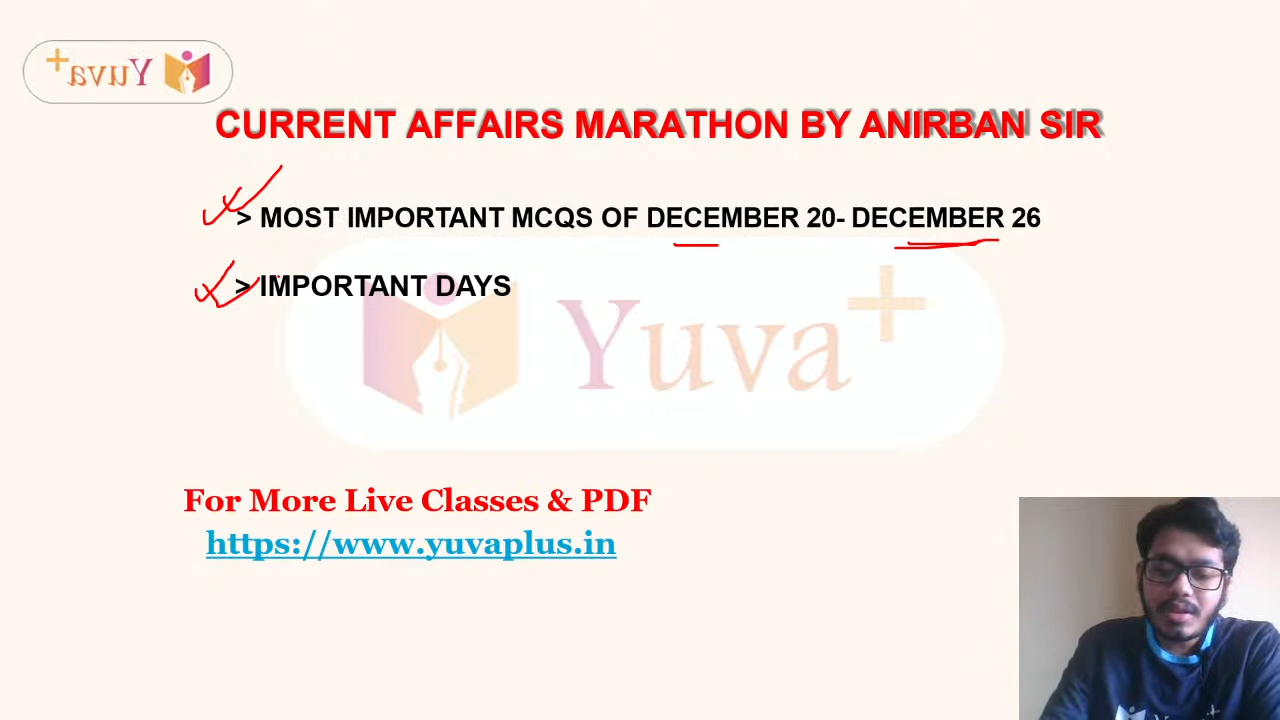 Yuva+
CURRENT AFFAIRS MARATHON BY ANIRBAN SIR
> MOST IMPORTANT MCQS OF DECEMBER 20- DECEMBER 26
> IMPORTANT DAYS
Yuva+
For More Live Classes & PDF
https://www.yuvaplus.in